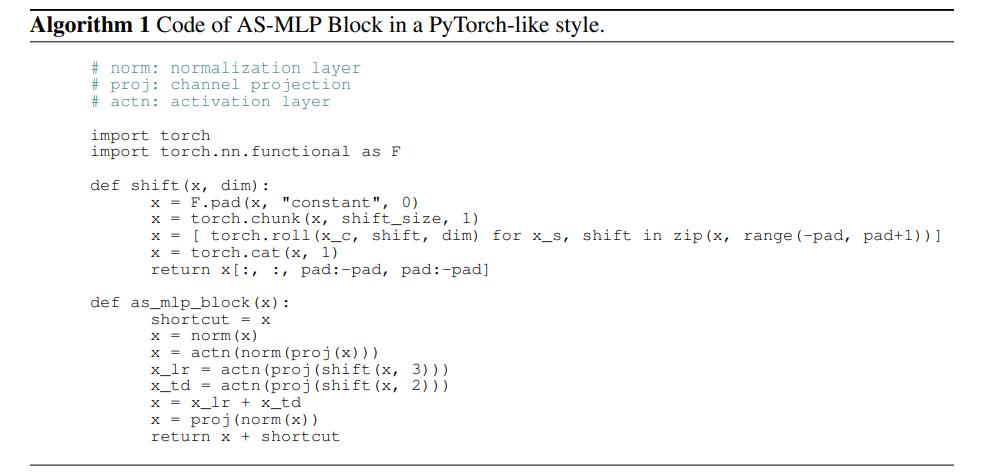 Algorithm 1 Code of AS-MLP Block in a PyTorch-like style.
# norm: normalization layer
# proj: channel projection
# actn: activation layer
import torch
import torch.nn.functional as F
def shift(x, dim):
x = F.pad(x, "constant", 0)
x = torch.chunk(x, shift_size, 1)
x = [ torch.roll(x_c, shift, dim) for x_s, shift in zip(x, range(-pad, pad+1))]
x = torch.cat(x, 1)
return x[:, :, pad:-pad, pad:-pad]
def as_mlp_block(x):
shortcut = x
x = norm(x)
x = actn(norm(proj(x)))
x_lr = actn(proj(shift(x, 3)))
x_td = actn(proj(shift(x, 2)))
x = x_lr + x_td
x = proj(norm(x))
return x + shortcut